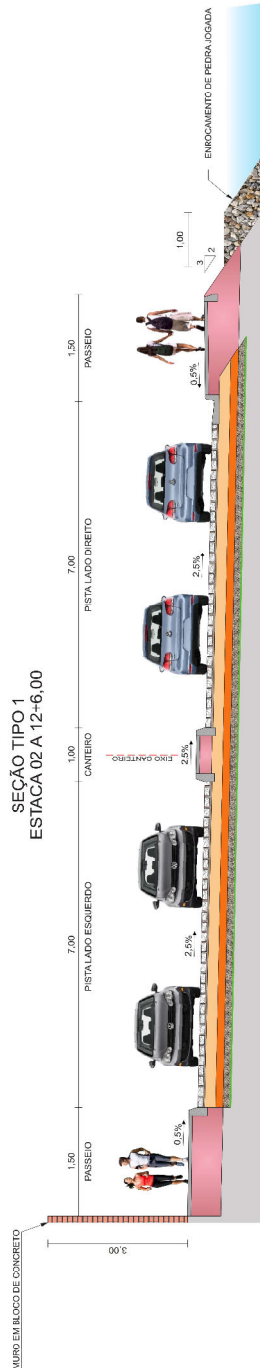 SEÇÃO TIPO 1
ESTACA 02 A 12+6,00
MURO EM BLOCO DE CONCRETO
1,50
PASSEIO
7,00
PISTA LADO ESQUERDO
1,00
CANTEIRO
7,00
PISTA LADO DIREITO
1,50
PASSEIO
1,00
ENROCAMENTO DE PEDRA JOGADA
3,00
EIXO CANTEIRO
3
2
0,5%
2,5%
2,5%
2,5%
0,5%